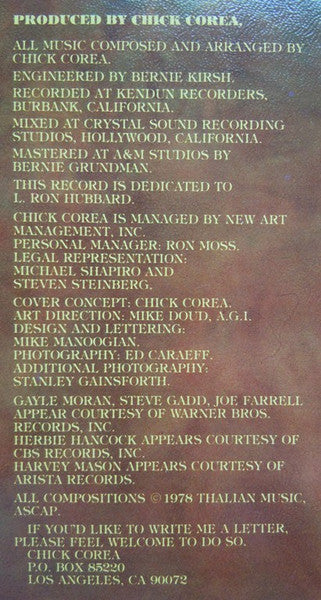 PRODUCED BY CHICK COREA,
ALL MUSIC COMPOSED AND ARRANGED BY
CHICK COREA.
ENGINEERED BY BERNIE KIRSH.
RECORDED AT KENDUN RECORDERS,
BURBANK, CALIFORNIA.
MIXED AT CRYSTAL SOUND RECORDING
STUDIOS, HOLLYWOOD, CALIFORNIA.
MASTERED AT A&M STUDIOS BY
BERNIE GRUNDMAN.
THIS RECORD IS DEDICATED TO
L. RON HUBBARD.
CHICK COREA IS MANAGED BY NEW ART
MANAGEMENT, INC.
PERSONAL MANAGER: RON MOSS.
LEGAL REPRESENTATION:
MICHAEL SHAPIRO AND
STEVEN STEINBERG.
COVER CONCEPT: CHICK COREA.
ART DIRECTION: MIKE DOUD, A.G.I.
DESIGN AND LETTERING:
MIKE MANOOGIAN.
PHOTOGRAPHY: ED CARAEFF.
ADDITIONAL PHOTOGRAPHY:
STANLEY GAINSFORTH.
GAYLE MORAN, STEVE GADD, JOE FARRELL
APPEAR COURTESY OF WARNER BROS.
RECORDS, INC.
HERBIE HANCOCK APPEARS COURTESY OF
CBS RECORDS, INC.
HARVEY MASON APPEARS COURTESY OF
ARISTA RECORDS.
ALL COMPOSITIONS © 1978 THALIAN MUSIC,
ASCAP.
IF YOU'D LIKE TO WRITE ME A LETTER,
PLEASE FEEL WELCOME TO DO SO.
CHICK COREA
P.O. BOX 85220
LOS ANGELES, CA 90072